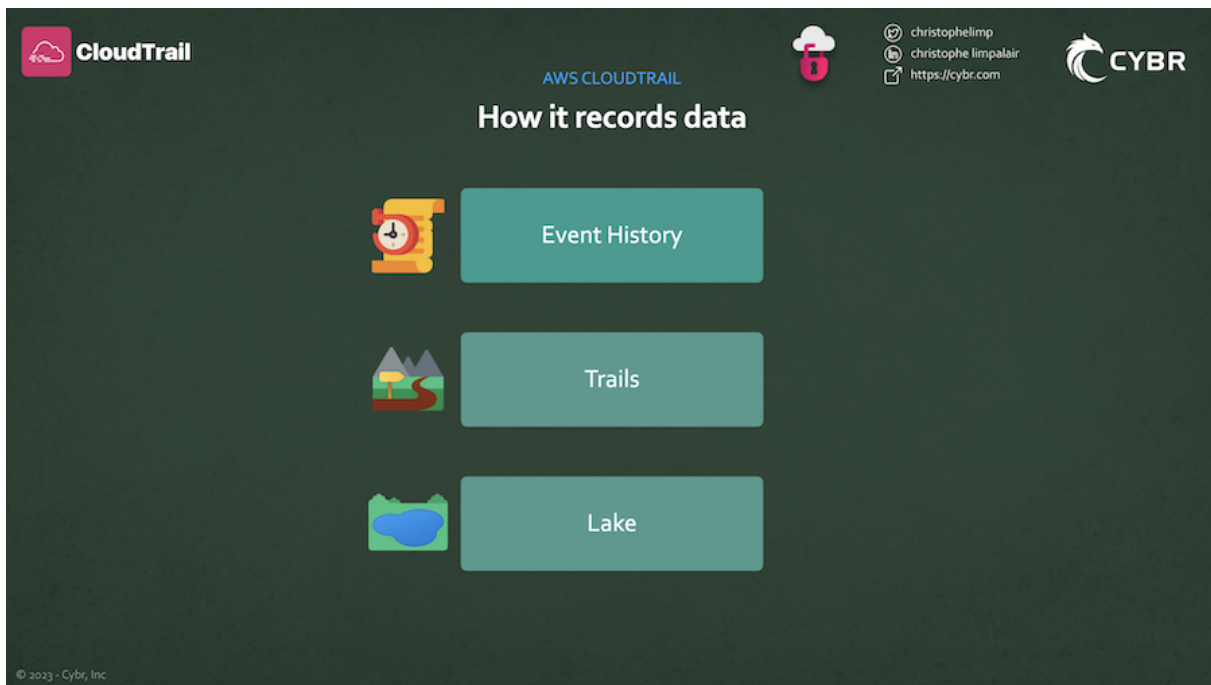 CloudTrail
christophelimp
christophe limpalair
https://cybr.com
CYBR
AWS CLOUDTRAIL
How it records data
Event History
Trails
Lake
© 2023 - Cybr, Inc